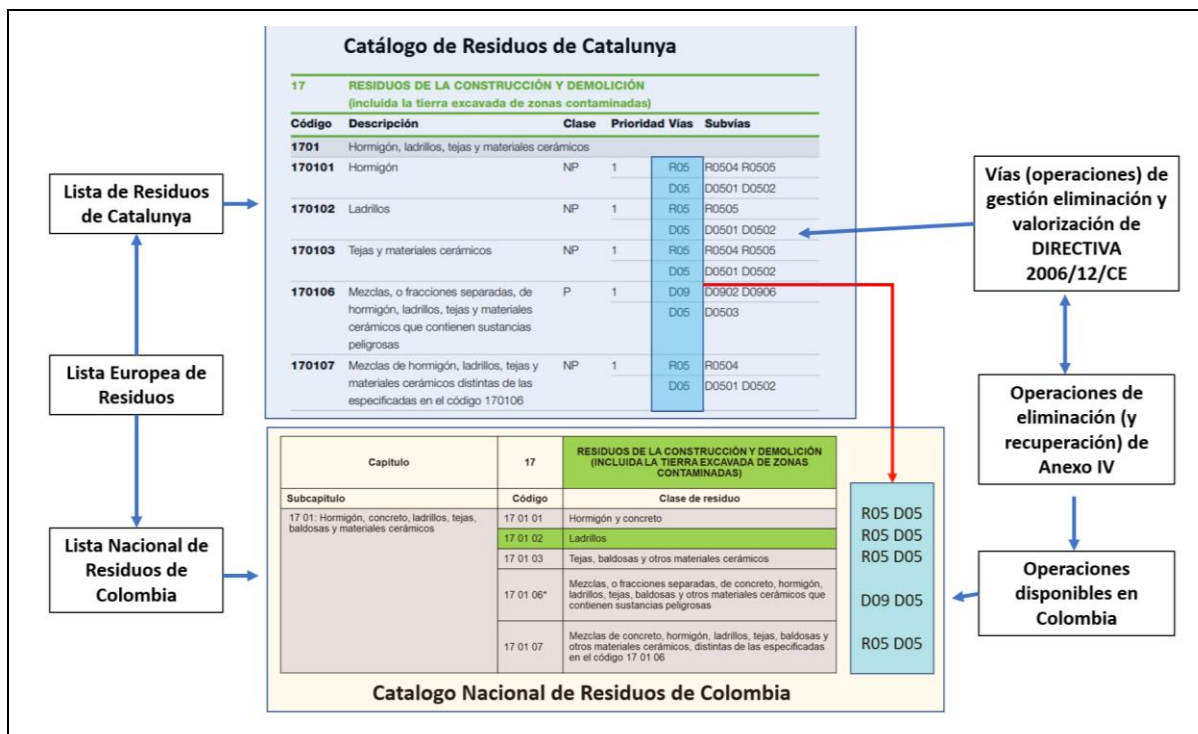 Catálogo de Residuos de Catalunya
17 RESIDUOS DE LA CONSTRUCCIÓN Y DEMOLICIÓN
(incluida la tierra excavada de zonas contaminadas)
Código Descripción Clase Prioridad Vías Subvías
1701 Hormigón, ladrillos, tejas y materiales cerámicos
170101 Hormigón NP 1 R05 R0504 R0505
D05 D0501 D0502
170102 Ladrillos NP 1 R05 R0505
D05 D0501 D0502
170103 Tejas y materiales cerámicos NP 1 R05 R0504 R0505
D05 D0501 D0502
170106 Mezclas, o fracciones separadas, de P 1 D09 D0902 D0906
hormigón, ladrillos, tejas y materiales D05 D0503
cerámicos que contienen sustancias
peligrosas
170107 Mezclas de hormigón, ladrillos, tejas y NP 1 R05 R0504
materiales cerámicos distintas de las D05 D0501 D0502
especificadas en el código 170106
Lista de Residuos
de Catalunya
Lista Europea de
Residuos
Lista Nacional de
Residuos de
Colombia
Vías (operaciones) de
gestión eliminación y
valorización de
DIRECTIVA
2006/12/CE
Operaciones de
eliminación (y
recuperación) de
Anexo IV
Operaciones
disponibles en
Colombia
Capítulo 17 RESIDUOS DE LA CONSTRUCCIÓN Y DEMOLICIÓN
(INCLUIDA LA TIERRA EXCAVADA DE ZONAS
CONTAMINADAS)
Subcapítulo Código Clase de residuo
17 01: Hormigón, concreto, ladrillos, tejas,
baldosas y materiales cerámicos
17 01 01 Hormigón y concreto R05 D05
17 01 02 Ladrillos R05 D05
17 01 03 Tejas, baldosas y otros materiales cerámicos R05 D05
17 01 06* Mezclas, o fracciones separadas, de concreto, hormigón,
ladrillos, tejas, baldosas y otros materiales cerámicos que
contienen sustancias peligrosas D09 D05
17 01 07 Mezclas de concreto, hormigón, ladrillos, tejas, baldosas y
otros materiales cerámicos, distintas de las especificadas
en el código 17 01 06 R05 D05
Catalogo Nacional de Residuos de Colombia